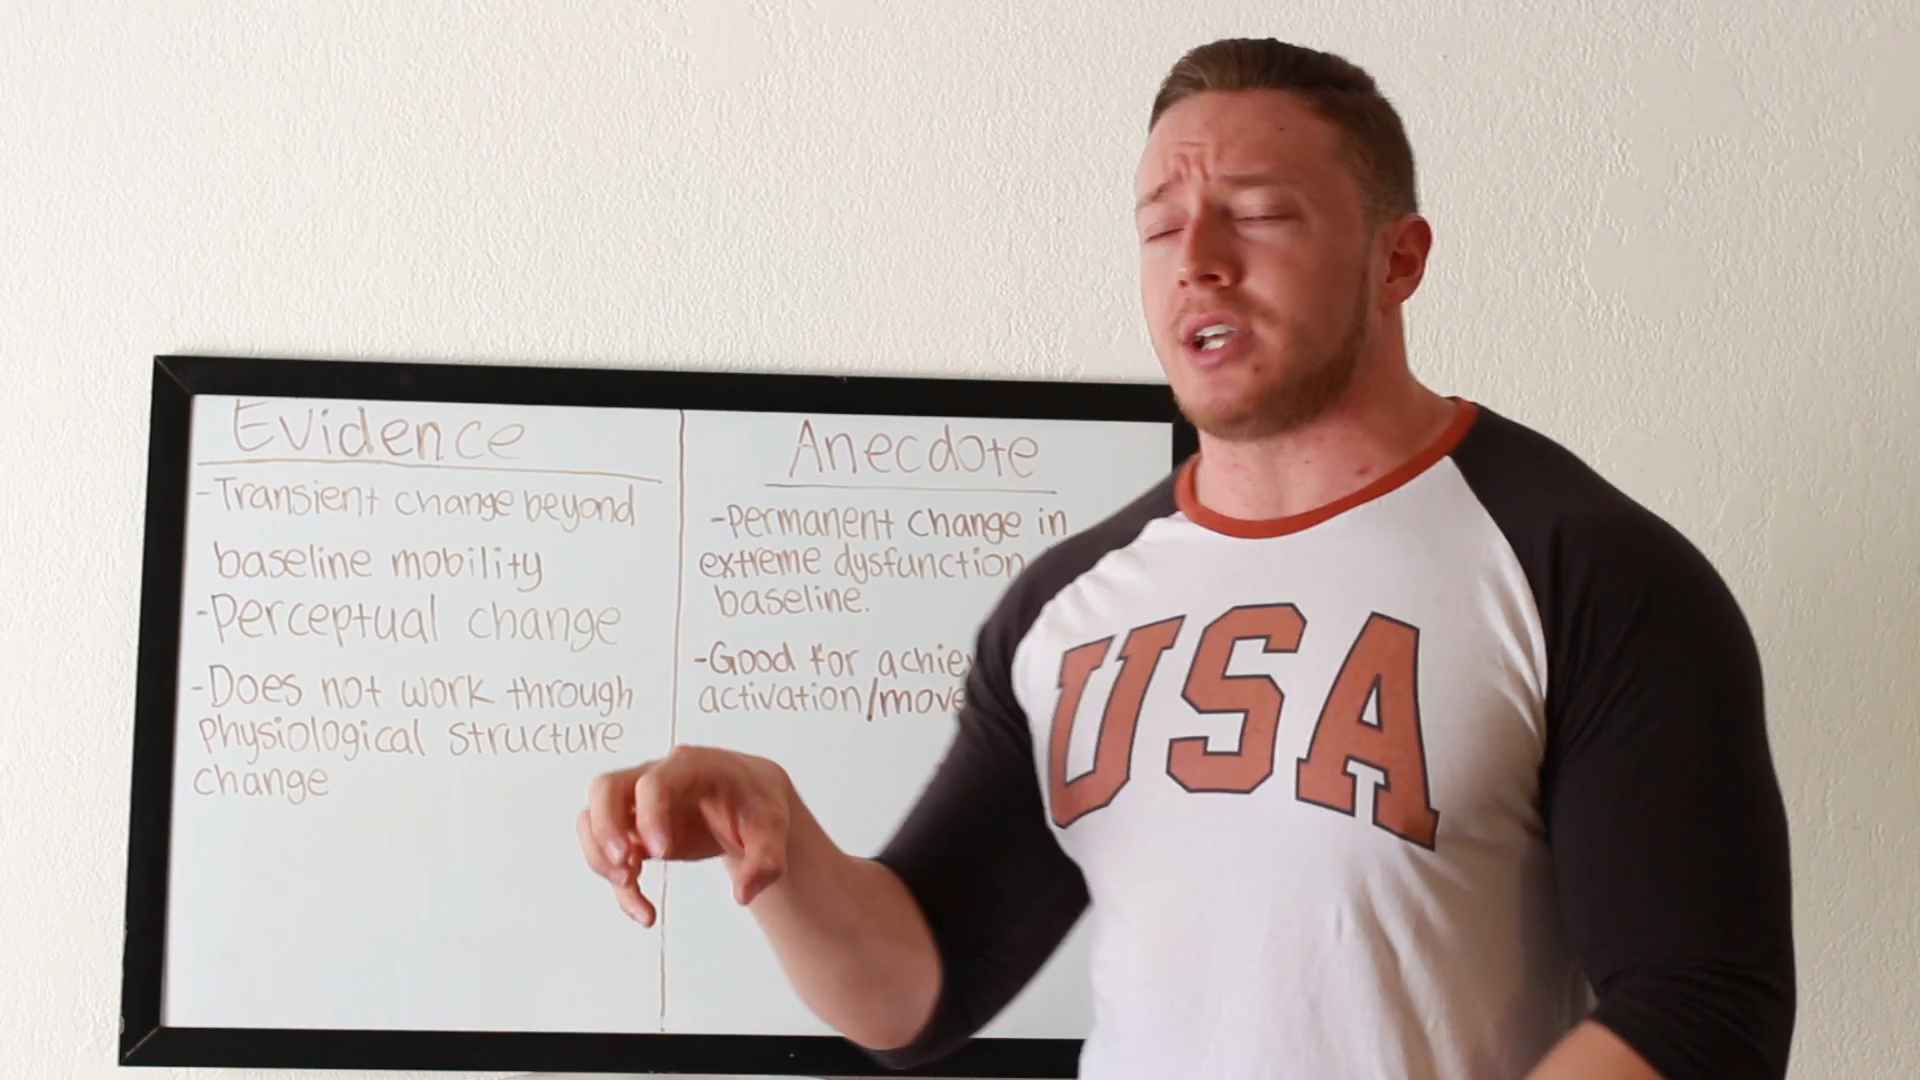 Evidence
-Transient change beyond
baseline mobility
-Perceptual change
-Does not work through
Physiological structure
change
Anecdote
-Permanent change in
extreme dysfunction
baseline.
-Good for
activation/
USA